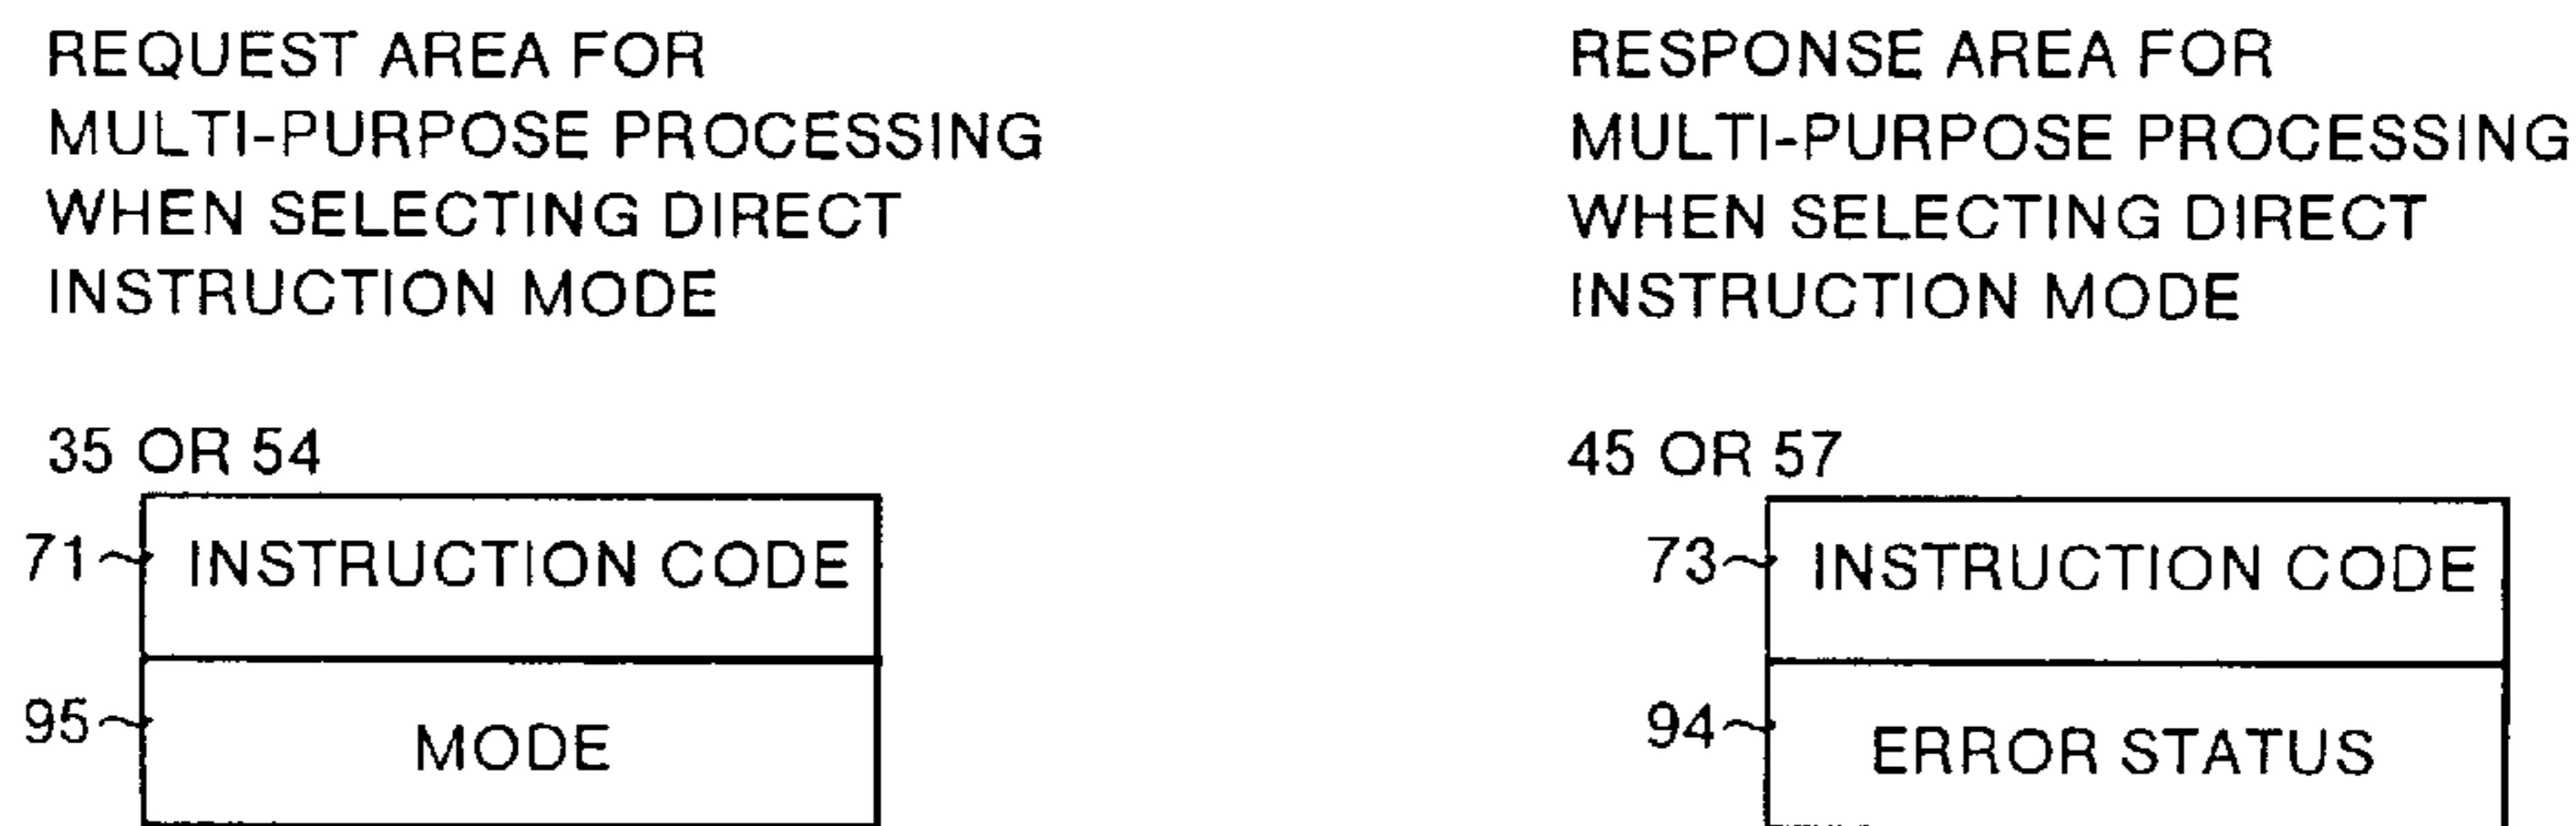 REQUEST AREA FOR
MULTI-PURPOSE PROCESSING
WHEN SELECTING DIRECT
INSTRUCTION MODE
35 OR 54
71 INSTRUCTION CODE
95 MODE
RESPONSE AREA FOR
MULTI-PURPOSE PROCESSING
WHEN SELECTING DIRECT
INSTRUCTION MODE
45 OR 57
73 INSTRUCTION CODE
94 ERROR STATUS